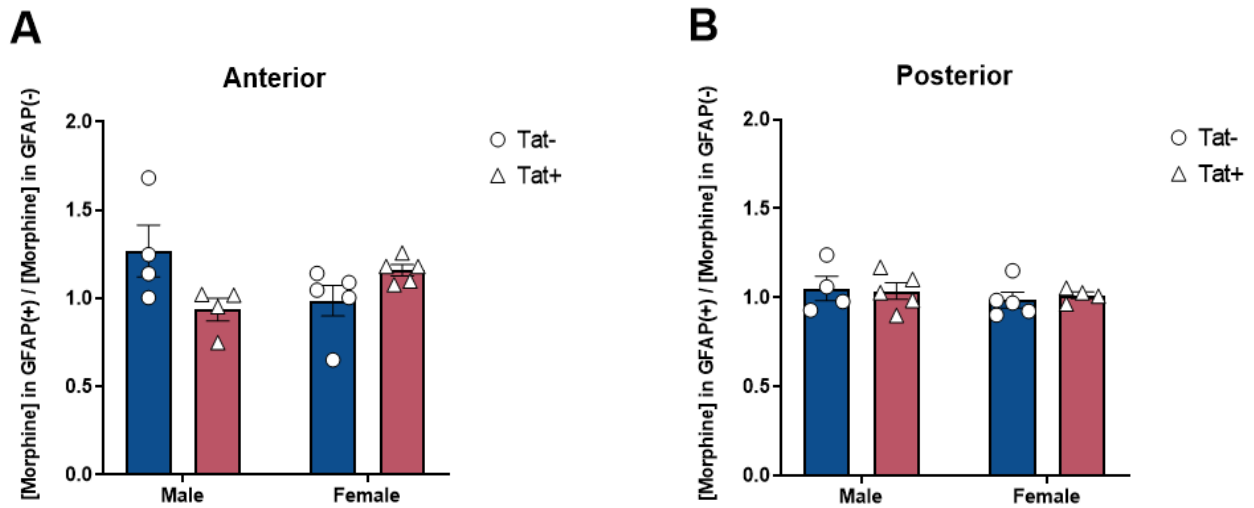 A
Anterior
[Morphine] in GFAP(+) / [Morphine] in GFAP(-)
2.0
1.5
1.0
0.5
0.0
Male
Female
Tat-
Tat+
B
Posterior
[Morphine] in GFAP(+) / [Morphine] in GFAP(-)
2.0
1.5
1.0
0.5
0.0
Male
Female
Tat-
Tat+